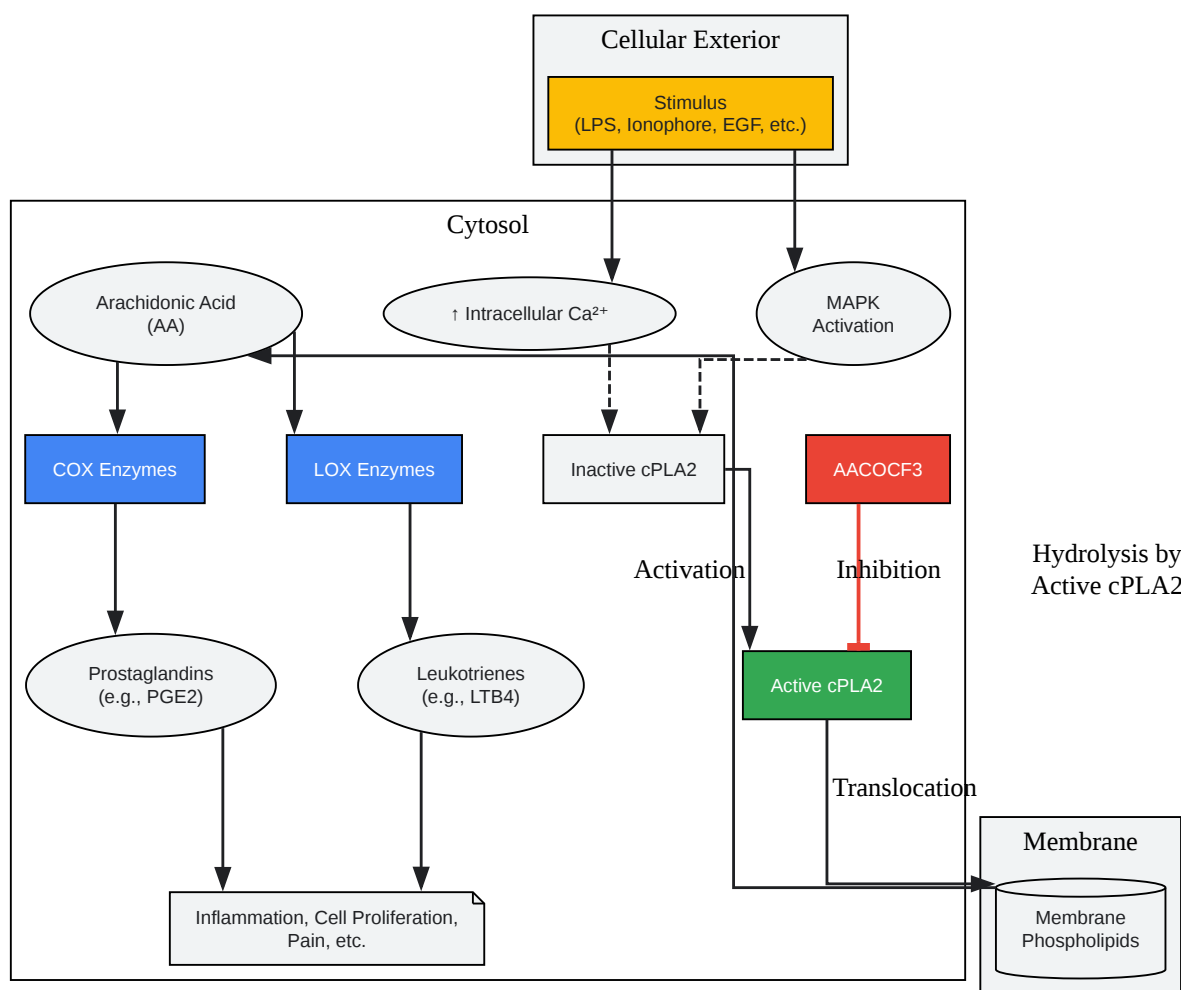 Cellular Exterior
Stimulus
(LPS, Ionophore, EGF, etc.)
Cytosol
Arachidonic Acid
(AA)
↑ Intracellular Ca²⁺
MAPK
Activation
COX Enzymes
LOX Enzymes
Inactive cPLA2
AACOCF3
Activation
Inhibition
Hydrolysis by
Active cPLA2
Prostaglandins
(e.g., PGE2)
Leukotrienes
(e.g., LTB4)
Active cPLA2
Translocation
Membrane
Inflammation, Cell Proliferation,
Pain, etc.
Membrane
Phospholipids